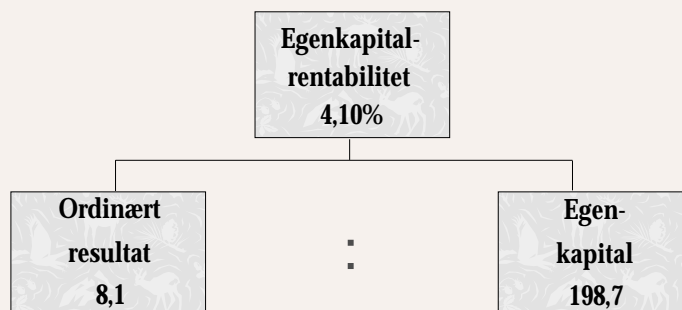 Egenkapital-
rentabilitet
4,10%
Ordinært
resultat
8,1
:
Egen-
kapital
198,7